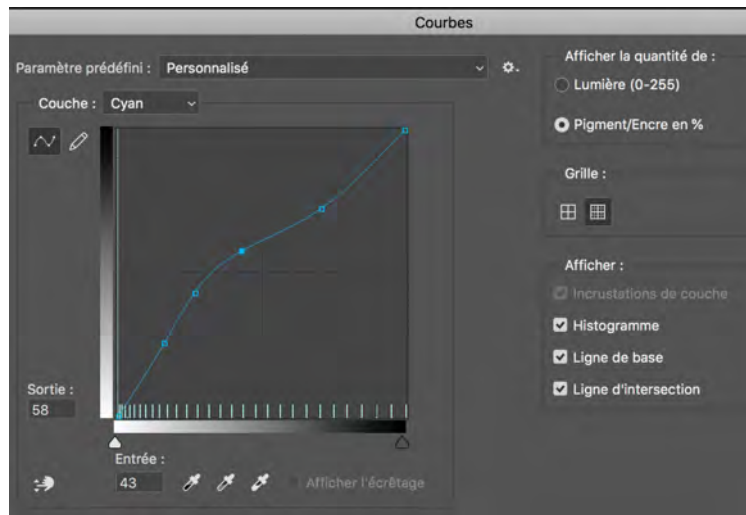 Courbes
Paramètre prédéfini : Personnalisé
Couche : Cyan
Sortie :
58
Entrée :
43
Afficher l'écrêtage
Afficher la quantité de :
Lumière (0-255)
Pigment/Encre en %
Grille :
Afficher :
Incrustations de couche
Histogramme
Ligne de base
Ligne d'intersection